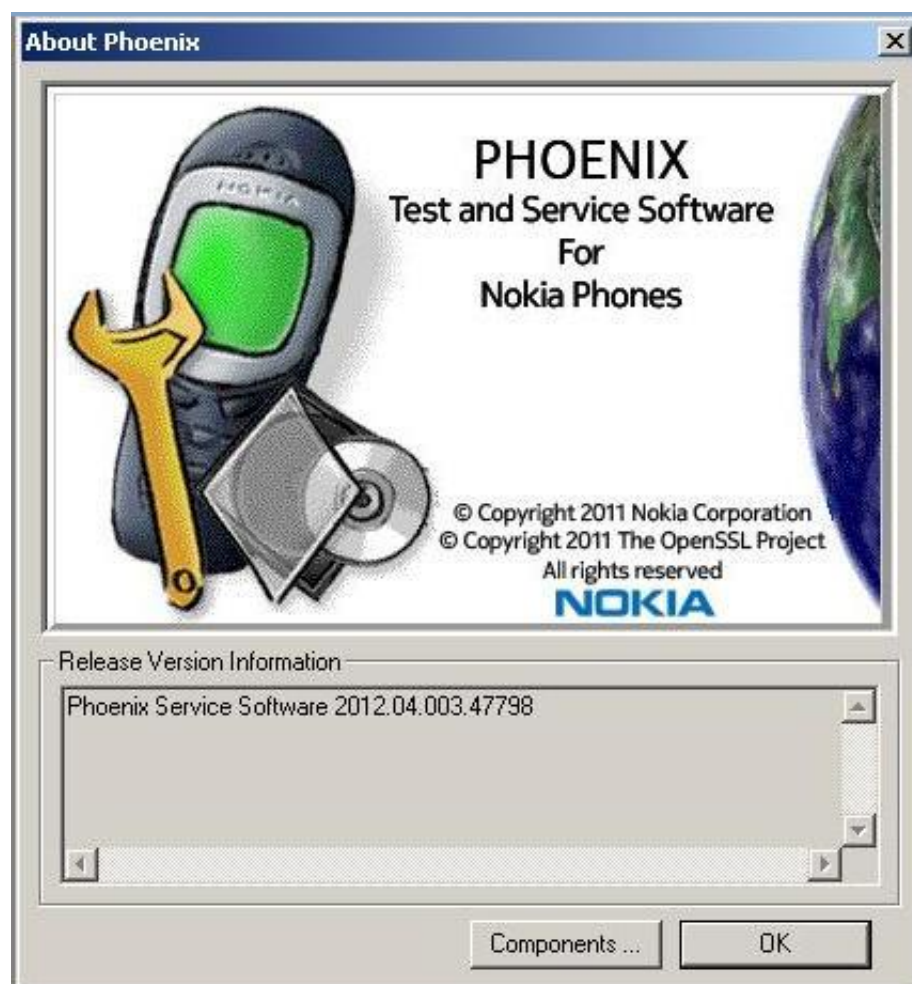 About Phoenix
NOKIA
PHOENIX
Test and Service Software
For
Nokia Phones
© Copyright 2011 Nokia Corporation
© Copyright 2011 The OpenSSL Project
All rights reserved
NOKIA
Release Version Information
Phoenix Service Software 2012.04.003.47798
Components ...
OK